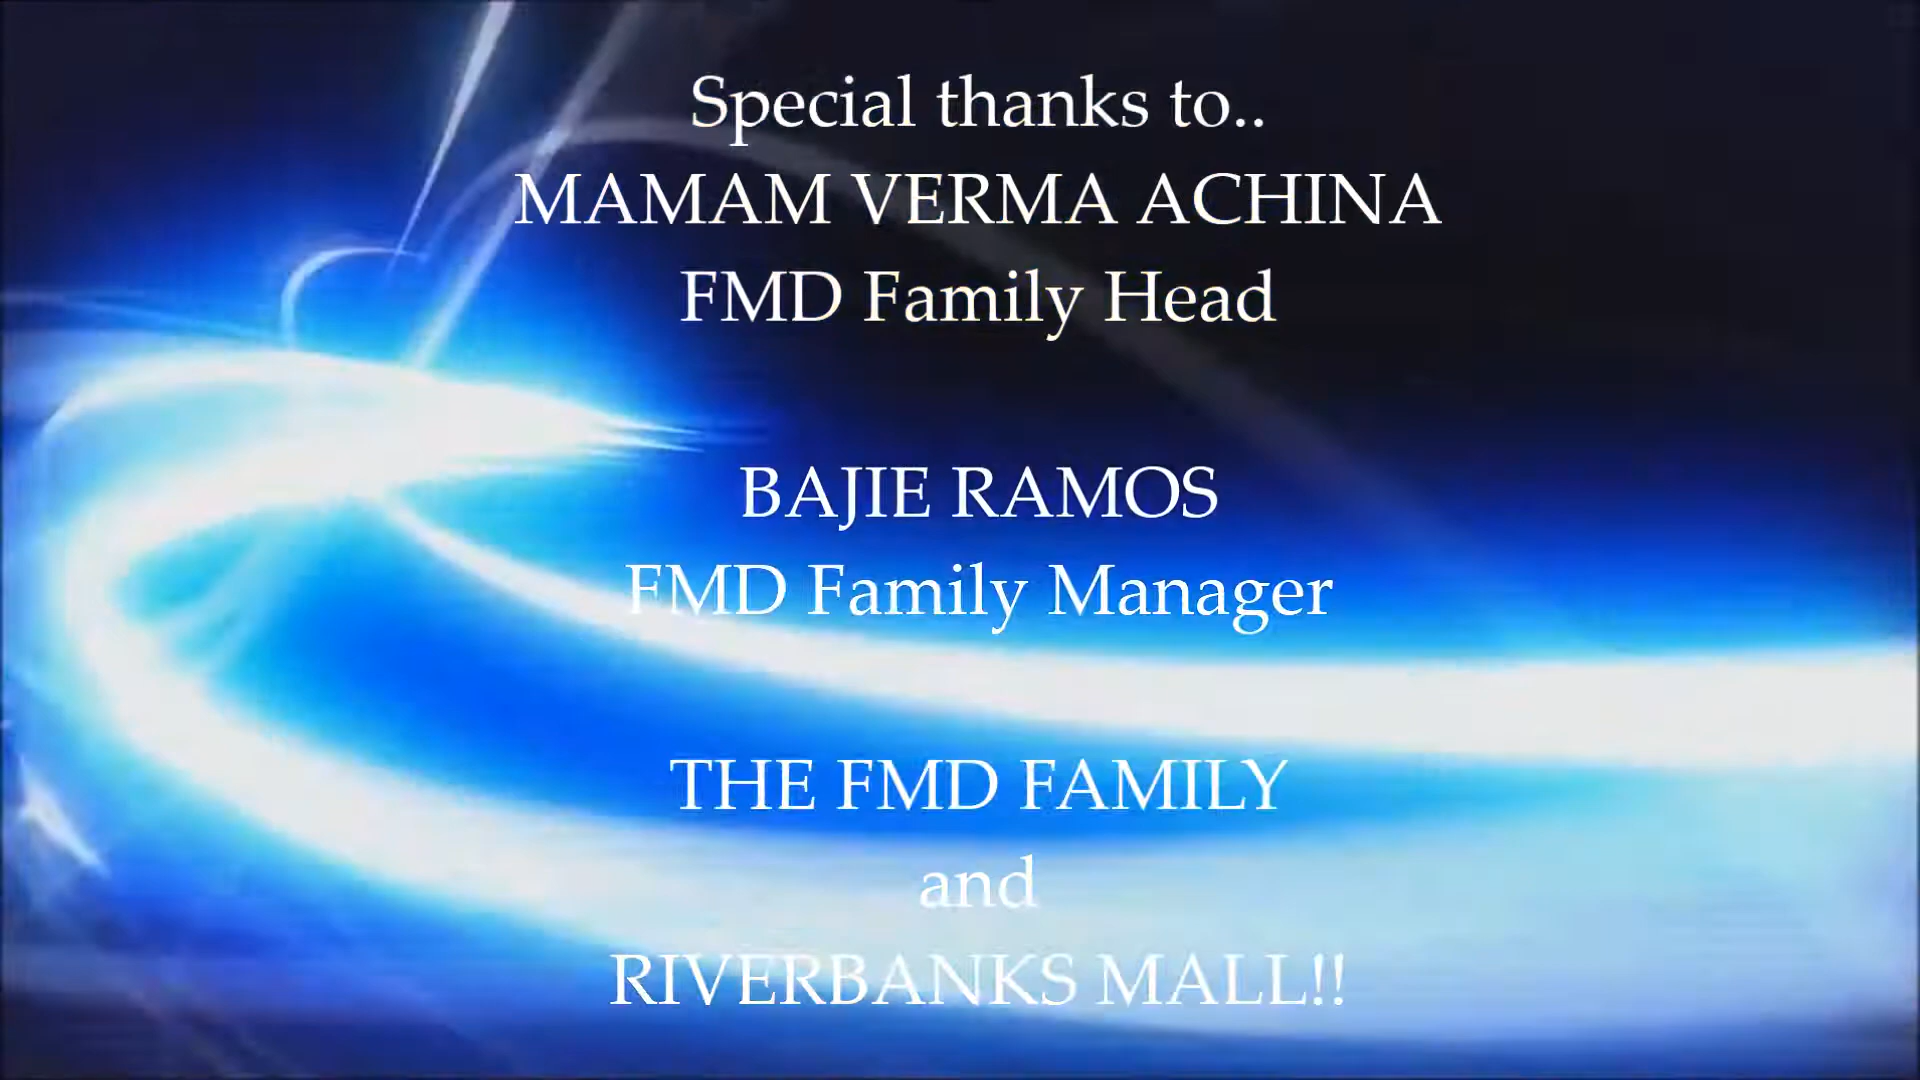 Special thanks to..
MAMAM VERMA ACHINA
FMD Family Head
BAJIE RAMOS
FMD Family Manager
THE FMD FAMILY
and
RIVERBANKS MALL!!